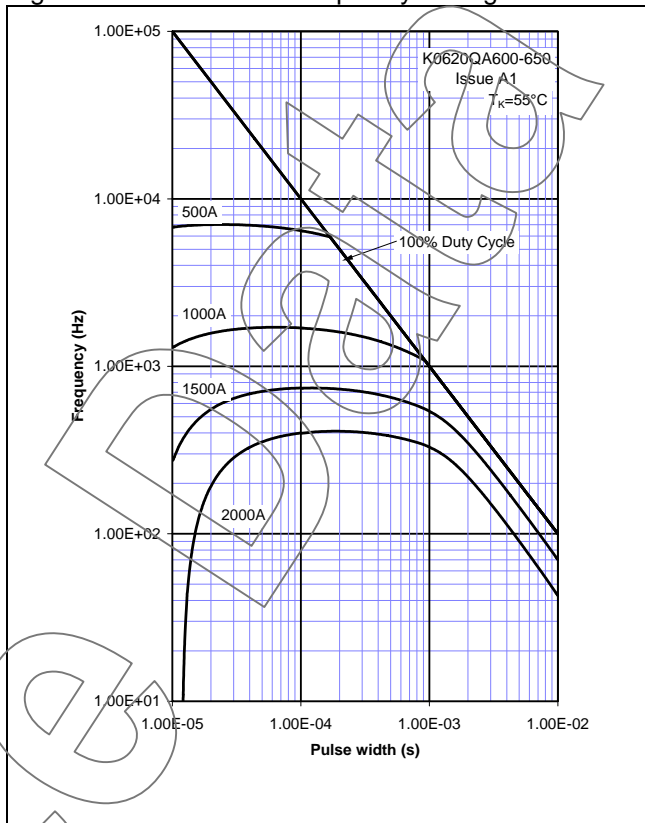 1.00E+05
K0620QA600-650
Issue A1
TK=55°C
1.00E+04
500A
100% Duty Cycle
1000A
Frequency (Hz)
1.00E+03
1500A
2000A
1.00E+02
1.00E+01
1.00E-05 1.00E-04 1.00E-03 1.00E-02
Pulse width (s)